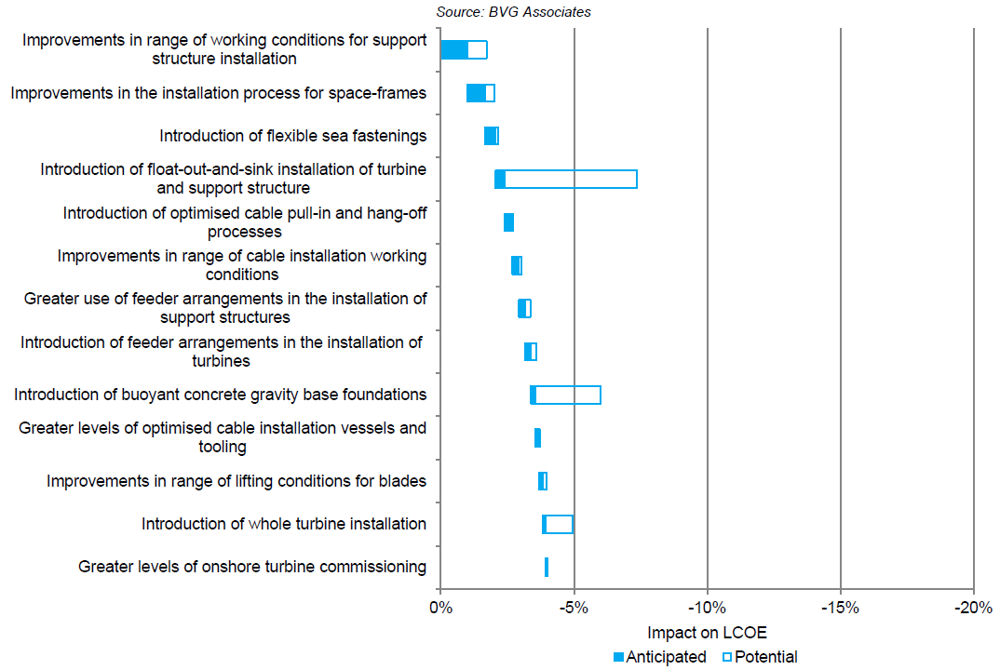 Source: BVG Associates
Improvements in range of working conditions for support
structure installation
Improvements in the installation process for space-frames
Introduction of flexible sea fastenings
Introduction of float-out-and-sink installation of turbine
and support structure
Introduction of optimised cable pull-in and hang-off
processes
Improvements in range of cable installation working
conditions
Greater use of feeder arrangements in the installation of
support structures
Introduction of feeder arrangements in the installation of
turbines
Introduction of buoyant concrete gravity base foundations
Greater levels of optimised cable installation vessels and
tooling
Improvements in range of lifting conditions for blades
Introduction of whole turbine installation
Greater levels of onshore turbine commissioning
0% -5% -10% -15% -20%
Impact on LCOE
Anticipated Potential